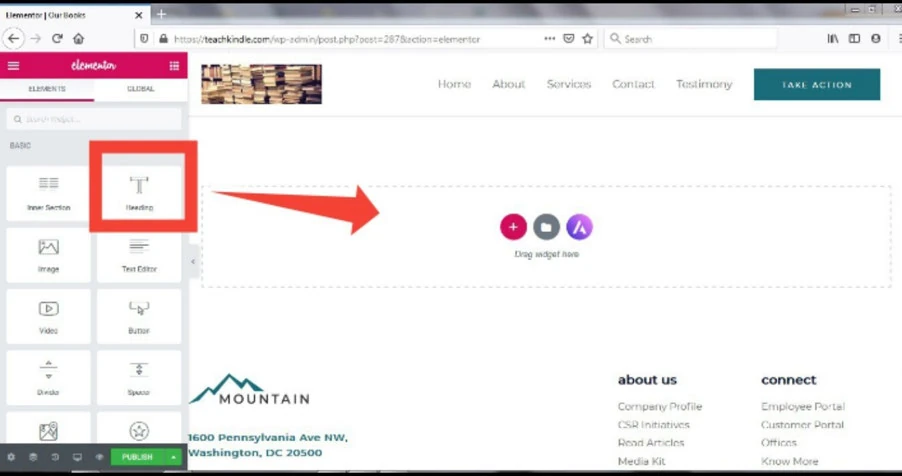 Elementor | Our Books
https://teachkindle.com/wp-admin/post.php?post=287&action=elementor
Search
elementor
ELEMENTS
GLOBAL
Search Widget...
BASIC
Inner Section
Heading
Image
Text Editor
Video
Button
Divider
Spacer
PUBLISH
Home
About
Services
Contact
Testimony
TAKE ACTION
Drag widget here
MOUNTAIN
1600 Pennsylvania Ave NW,
Washington, DC 20500
about us
Company Profile
CSR Initiatives
Read Articles
Media Kit
connect
Employee Portal
Customer Portal
Offices
Know More